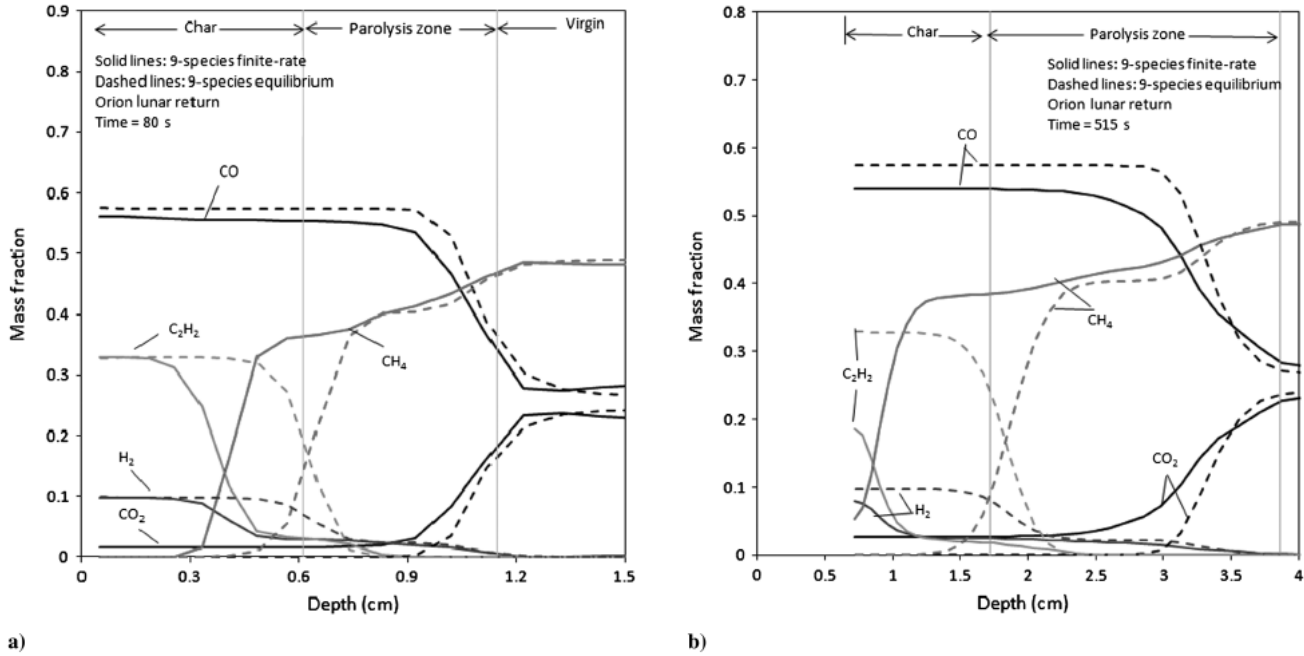 Char Parolysis zone Virgin
Solid lines: 9-species finite-rate
Dashed lines: 9-species equilibrium
Orion lunar return
Time = 80 s
CO
C2H2
CH4
H2
CO2
Mass fraction
0.9
0.8
0.7
0.6
0.5
0.4
0.3
0.2
0.1
0
0 0.3 0.6 0.9 1.2 1.5
Depth (cm)
a)
Char Parolysis zone
Solid lines: 9-species finite-rate
Dashed lines: 9-species equilibrium
Orion lunar return
Time = 515 s
CO
C2H2
CH4
CO2
H2
Mass fraction
0.8
0.7
0.6
0.5
0.4
0.3
0.2
0.1
0
0 0.5 1 1.5 2 2.5 3 3.5 4
Depth (cm)
b)